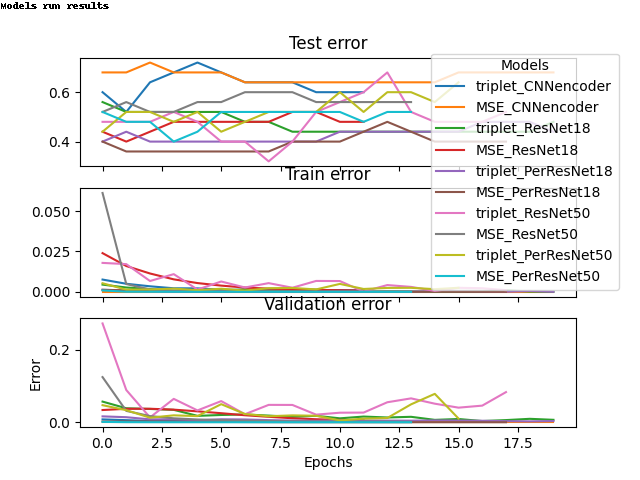 Models run results
Test error
0.6
0.4
Models
triplet_CNNencoder
MSE_CNNencoder
triplet_ResNet18
MSE_ResNet18
triplet_PerResNet18
MSE_PerResNet18
triplet_ResNet50
MSE_ResNet50
triplet_PerResNet50
MSE_PerResNet50
Train error
0.050
0.025
0.000
Validation error
0.2
0.0
Error
0.0 2.5 5.0 7.5 10.0 12.5 15.0 17.5
Epochs